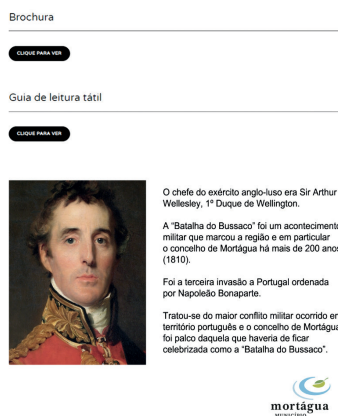 Brochura
CLIQUE PARA VER
Guia de leitura tátil
CLIQUE PARA VER
O chefe do exército anglo-luso era Sir Arthur
Wellesley, 1º Duque de Wellington.
A "Batalha do Bussaco" foi um acontecimento
militar que marcou a região e em particular
o concelho de Mortágua há mais de 200 anos
(1810).
Foi a terceira invasão a Portugal ordenada
por Napoleão Bonaparte.
Tratou-se do maior conflito militar ocorrido em
território português e o concelho de Mortágua
foi palco daquela que haveria de ficar
celebrizada como a "Batalha do Bussaco".
mortágua
MUNICÍPIO